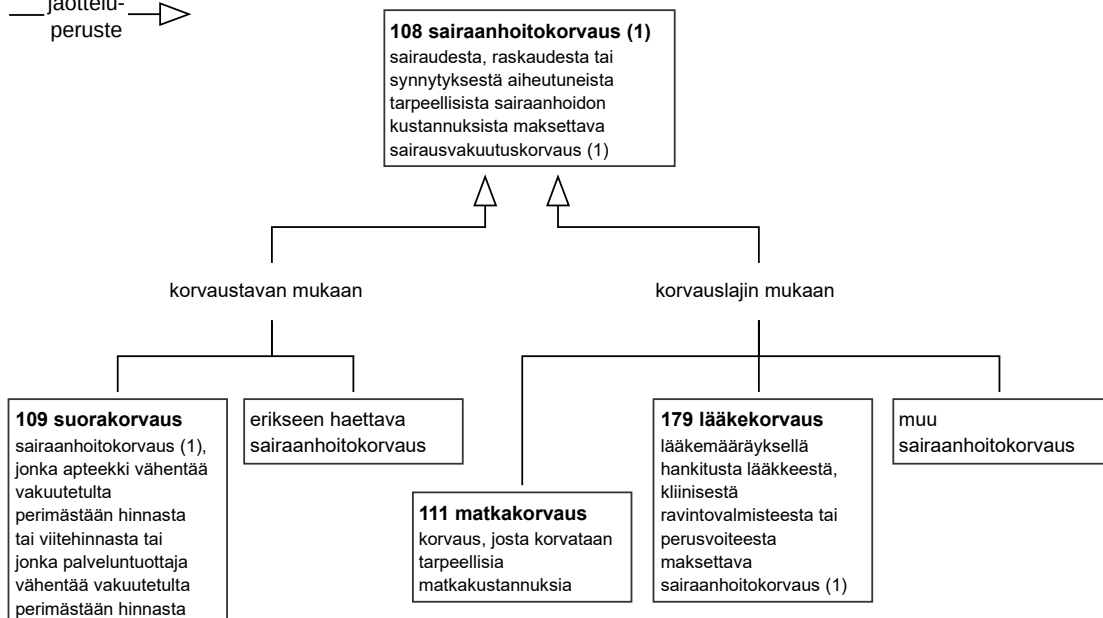 jaottelu-
peruste
108 sairaanhoitokorvaus (1)
sairaudesta, raskaudesta tai
synnytyksestä aiheutuneista
tarpeellisista sairaanhoidon
kustannuksista maksettava
sairausvakuutuskorvaus (1)
korvaustavan mukaan
korvauslajin mukaan
109 suorakorvaus
sairaanhoitokorvaus (1),
jonka apteekki vähentää
vakuutetulta
perimästään hinnasta
tai viitehinnasta tai
jonka palveluntuottaja
vähentää vakuutetulta
perimästään hinnasta
erikseen haettava
sairaanhoitokorvaus
111 matkakorvaus
korvaus, josta korvataan
tarpeellisia
matkakustannuksia
179 lääkekorvaus
lääkemääräyksellä
hankitusta lääkkeestä,
kliinisestä
ravintovalmisteesta tai
perusvoiteesta
maksettava
sairaanhoitokorvaus (1)
muu
sairaanhoitokorvaus